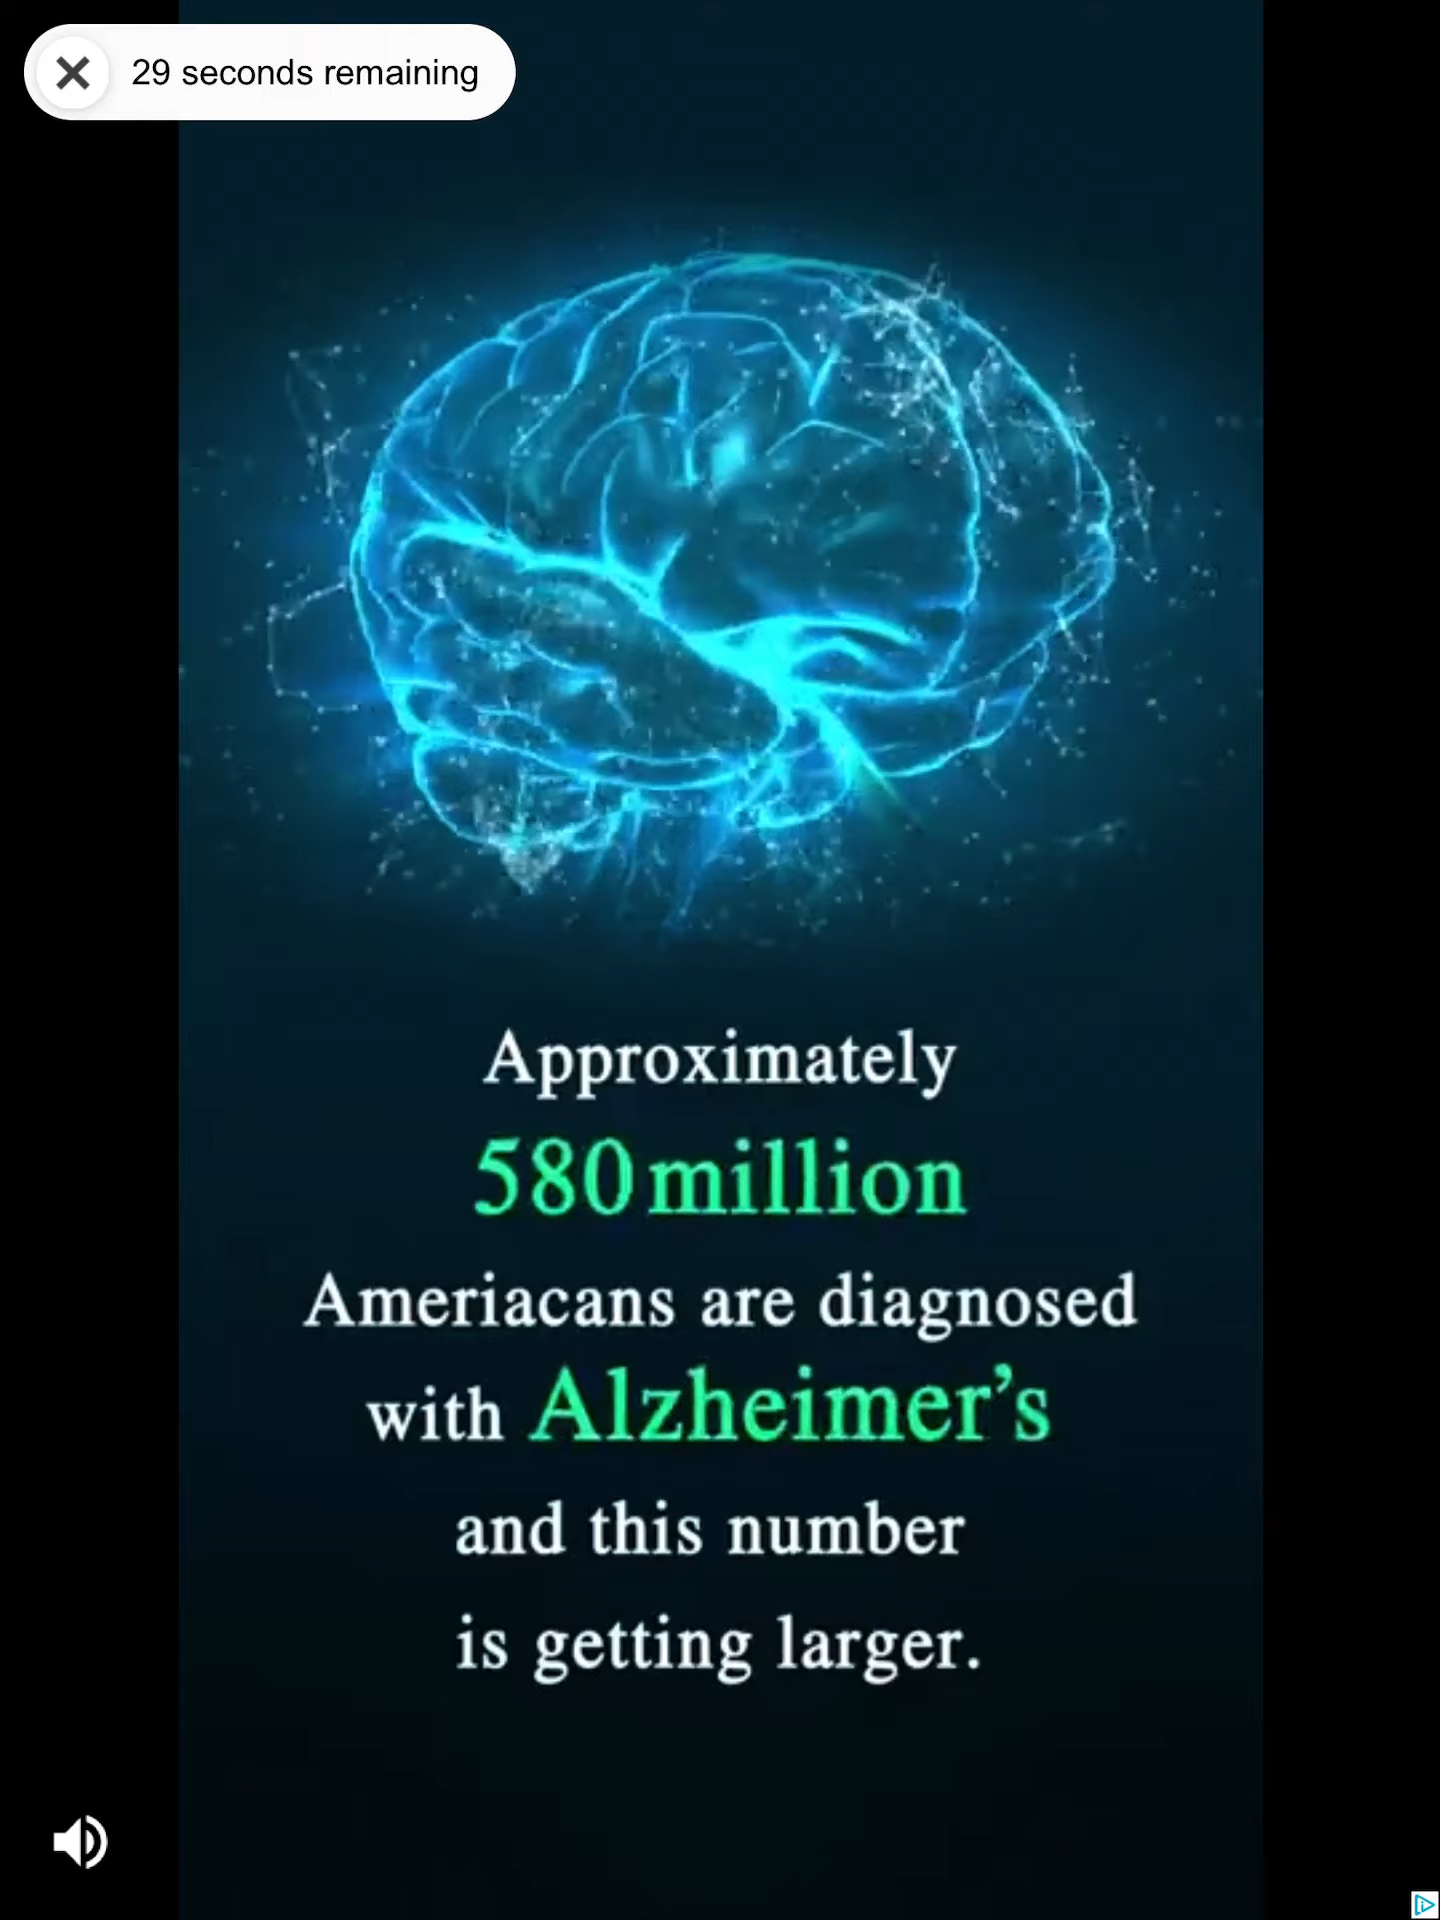 29 seconds remaining
Approximately
580 million
Ameriacans are diagnosed
with Alzheimer’s
and this number
is getting larger.